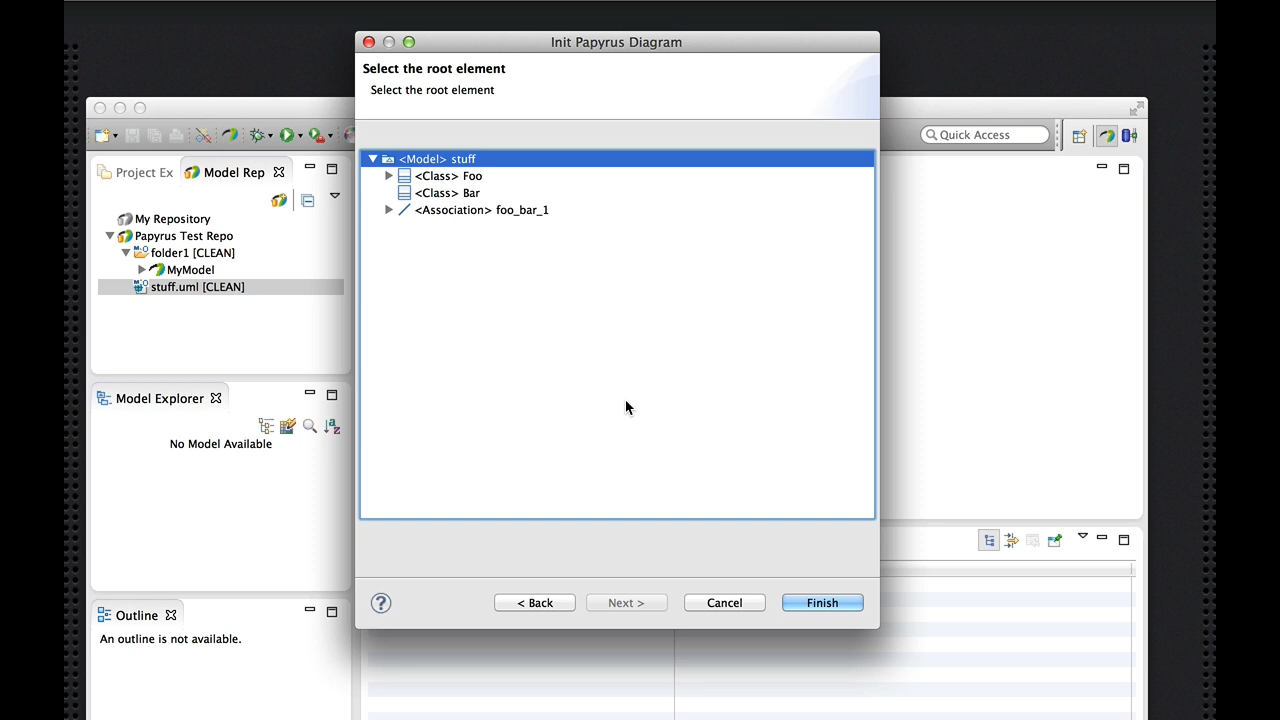 Init Papyrus Diagram
Select the root element
Select the root element
Quick Access
Project Ex
Model Rep
My Repository
Papyrus Test Repo
folder1 [CLEAN]
MyModel
stuff.uml [CLEAN]
<Model> stuff
<Class> Foo
<Class> Bar
<Association> foo_bar_1
Model Explorer
No Model Available
Outline
An outline is not available.
< Back
Next >
Cancel
Finish